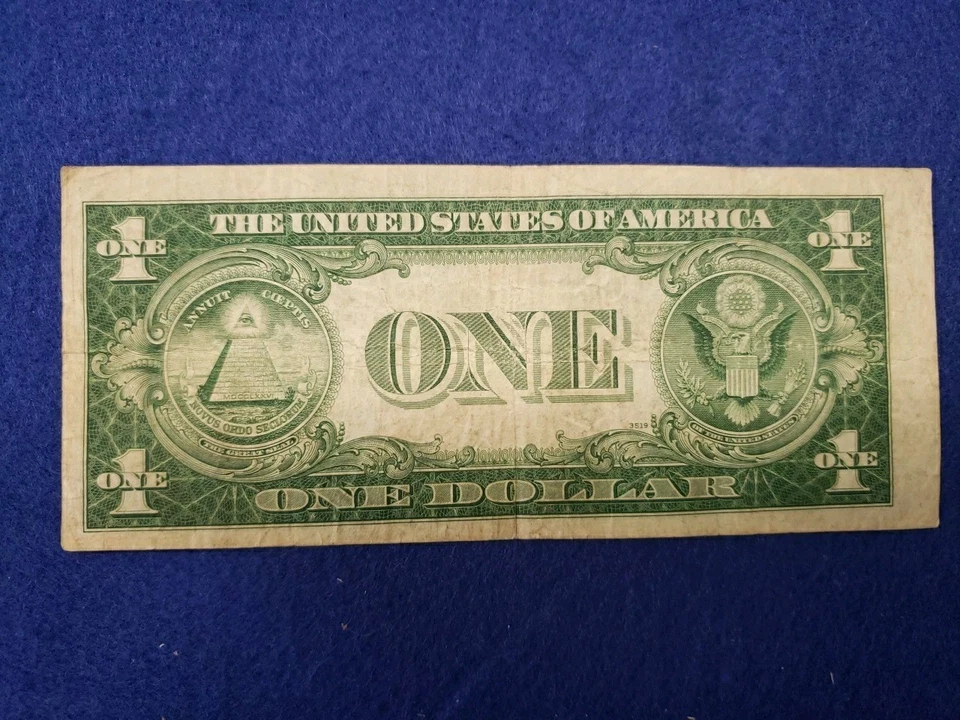 THE UNITED STATES OF AMERICA
1 ONE
1 ONE
ANNUIT CŒPTIS
MDCCLXXVI
NOVUS ORDO SECLORUM
THE GREAT SEAL
ONE
3519
OF THE UNITED STATES
1 ONE
1 ONE
ONE DOLLAR